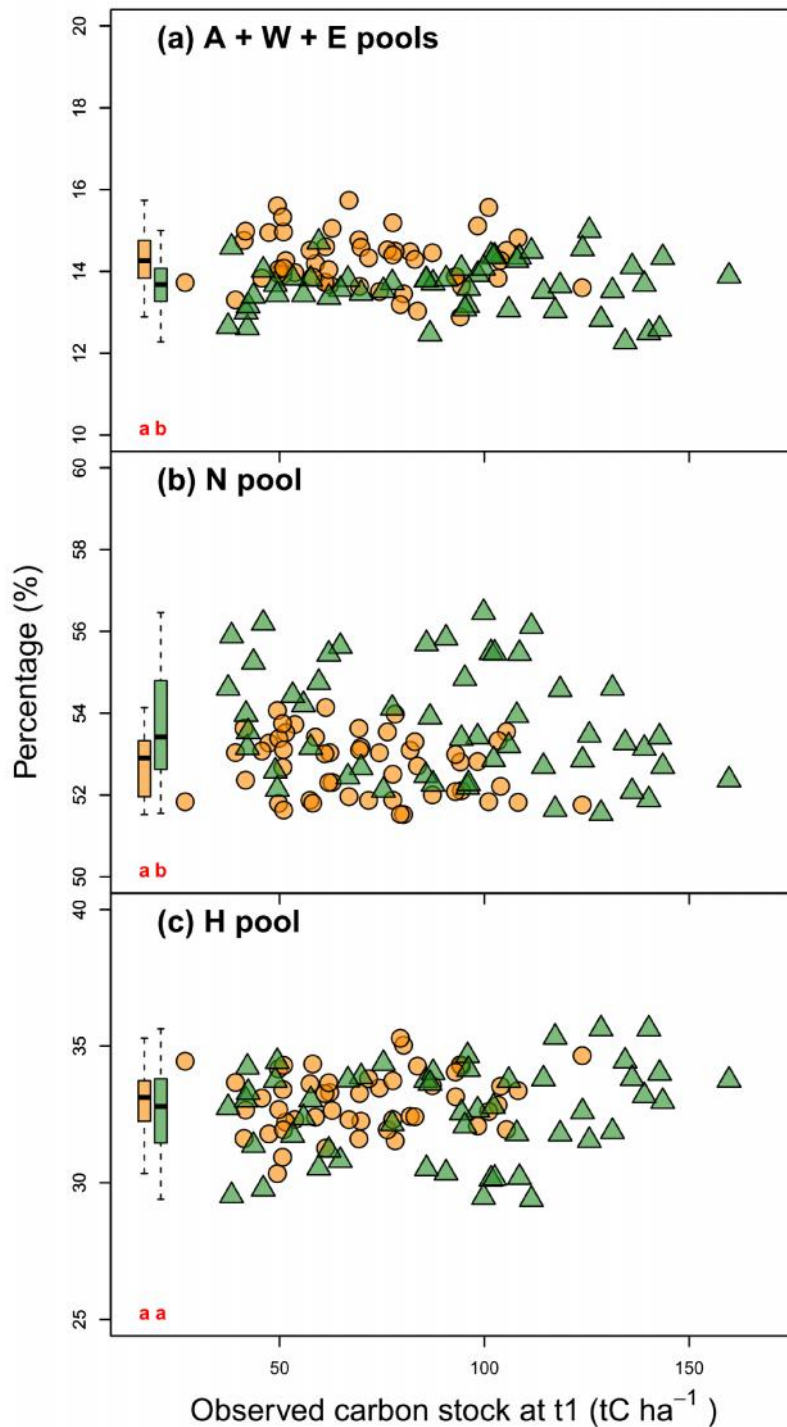 (a) A + W + E pools
20
18
16
14
12
10
a b
(b) N pool
60
58
56
54
52
50
a b
Percentage (%)
(c) H pool
40
35
30
25
a a
50 100 150
Observed carbon stock at t1 (tC ha⁻¹)